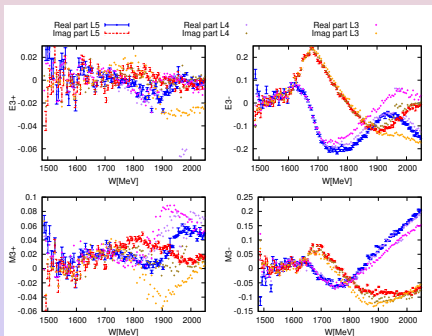 Real part L5 Real part L4 Real part L3
Imag part L5 Imag part L4 Imag part L3
0.02
0
-0.02
-0.04
-0.06
E3+
1500 1600 1700 1800 1900 2000
W[MeV]
0.2
0.1
0
-0.1
-0.2
E3-
1500 1600 1700 1800 1900 2000
W[MeV]
0.1
0.08
0.06
0.04
0.02
0
-0.02
-0.04
-0.06
M3+
1500 1600 1700 1800 1900 2000
W[MeV]
0.25
0.20
0.15
0.10
0.05
0
-0.05
-0.10
-0.15
M3-
1500 1600 1700 1800 1900 2000
W[MeV]